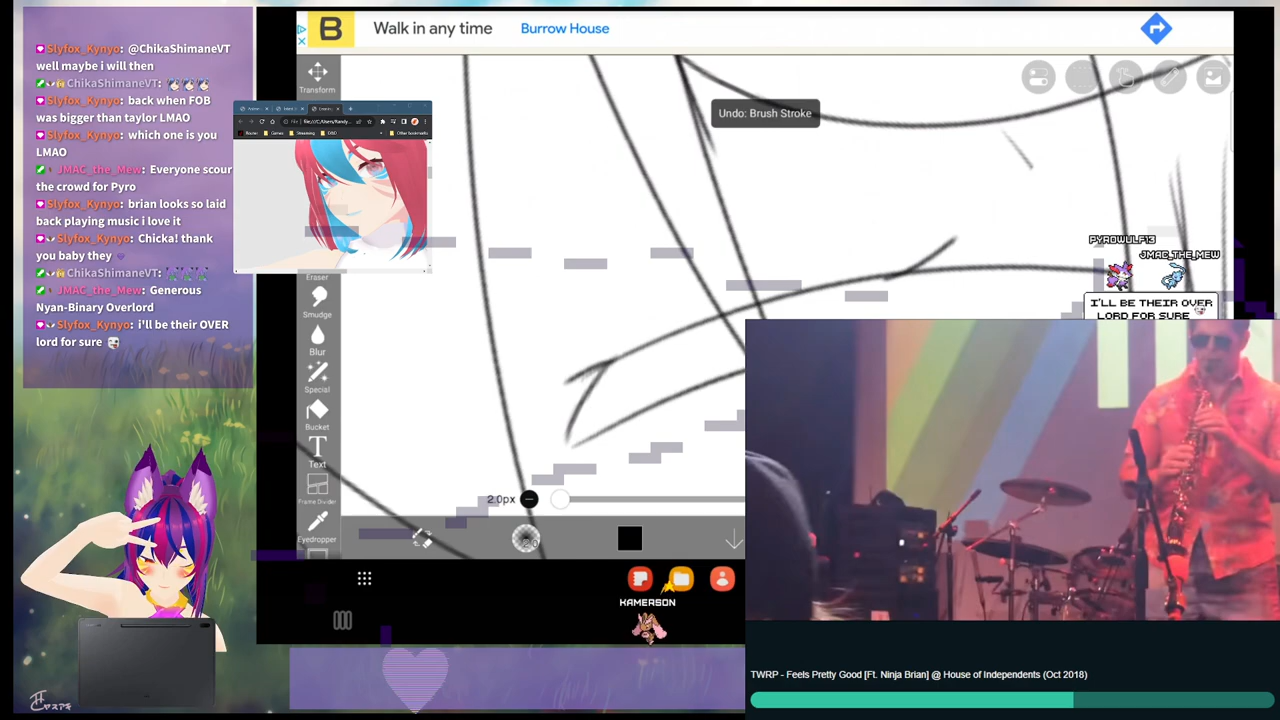 Slyfox_Kynyo: @ChikaShimaneVT
well maybe i will then
ChikaShimaneVT:
Slyfox_Kynyo: back when FOB
was bigger than taylor LMAO
Slyfox_Kynyo: which one is you
LMAO
JMAC_the_Mew: Everyone scour
the crowd for Pyro
Slyfox_Kynyo: brian looks so laid
back playing music i love it
Slyfox_Kynyo: Chicka! thank
you baby they
ChikaShimaneVT:
JMAC_the_Mew: Generous
Nyan-Binary Overlord
Slyfox_Kynyo: i'll be their OVER
lord for sure
B
Walk in any time
Burrow House
Transform
Undo: Brush Stroke
Other bookmarks
Eraser
Smudge
Blur
Special
Bucket
T
Text
Frame Divider
Eyedropper
2.0px
PYROWULF13
JMAC_THE_MEW
I'LL BE THEIR OVER
LORD FOR SURE
KAMERSON
TWRP - Feels Pretty Good [Ft. Ninja Brian] @ House of Independents (Oct 2018)